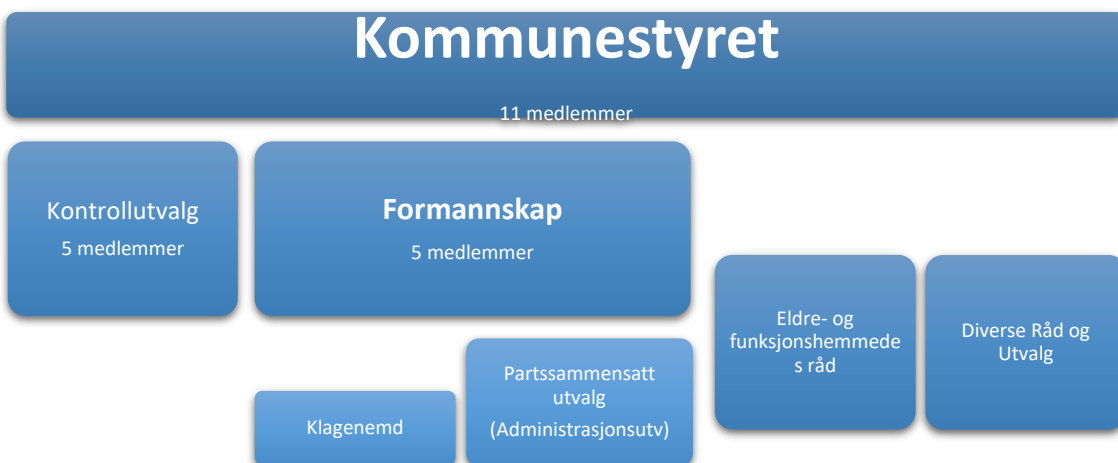 Kommunestyret
11 medlemmer
Kontrollutvalg
5 medlemmer
Formannskap
5 medlemmer
Eldre- og
funksjonshemmede
s råd
Diverse Råd og
Utvalg
Klagenemd
Partssammensatt
utvalg
(Administrasjonsutv)